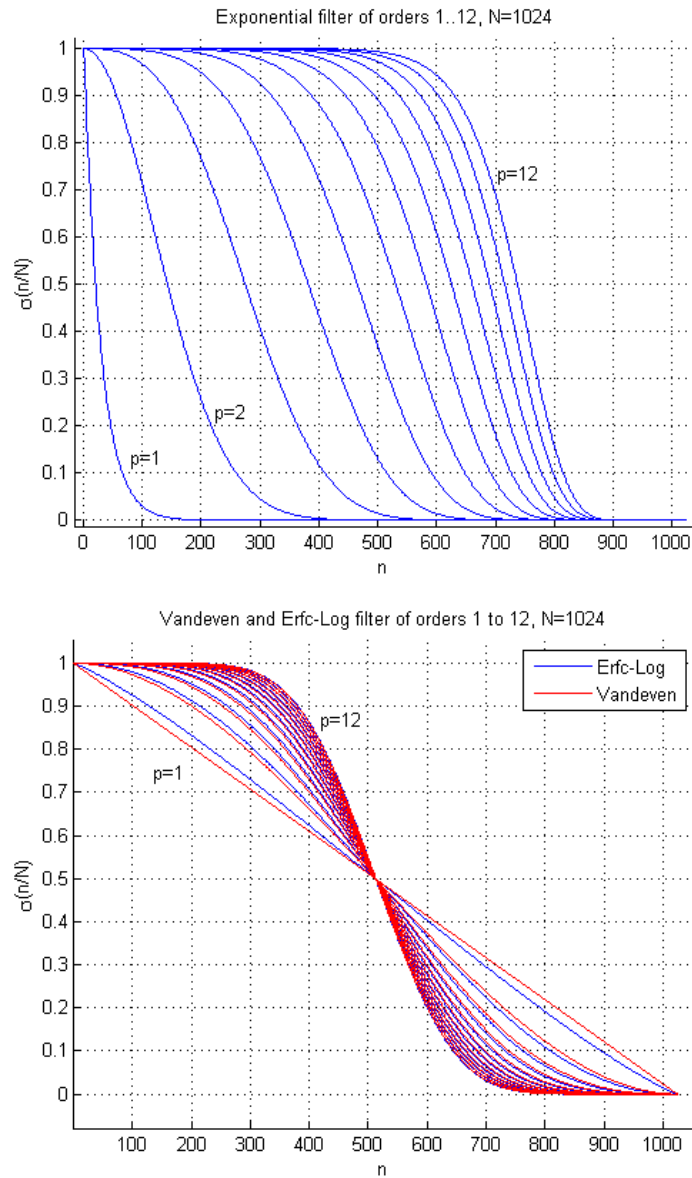 Exponential filter of orders 1..12, N=1024
1
0.9
0.8
0.7
0.6
0.5
0.4
0.3
0.2
0.1
0
σ(n/N)
p=12
p=2
p=1
0 100 200 300 400 500 600 700 800 900 1000
n
Vandeven and Erfc-Log filter of orders 1 to 12, N=1024
1
0.9
0.8
0.7
0.6
0.5
0.4
0.3
0.2
0.1
0
σ(n/N)
Erfc-Log
Vandeven
p=12
p=1
100 200 300 400 500 600 700 800 900 1000
n